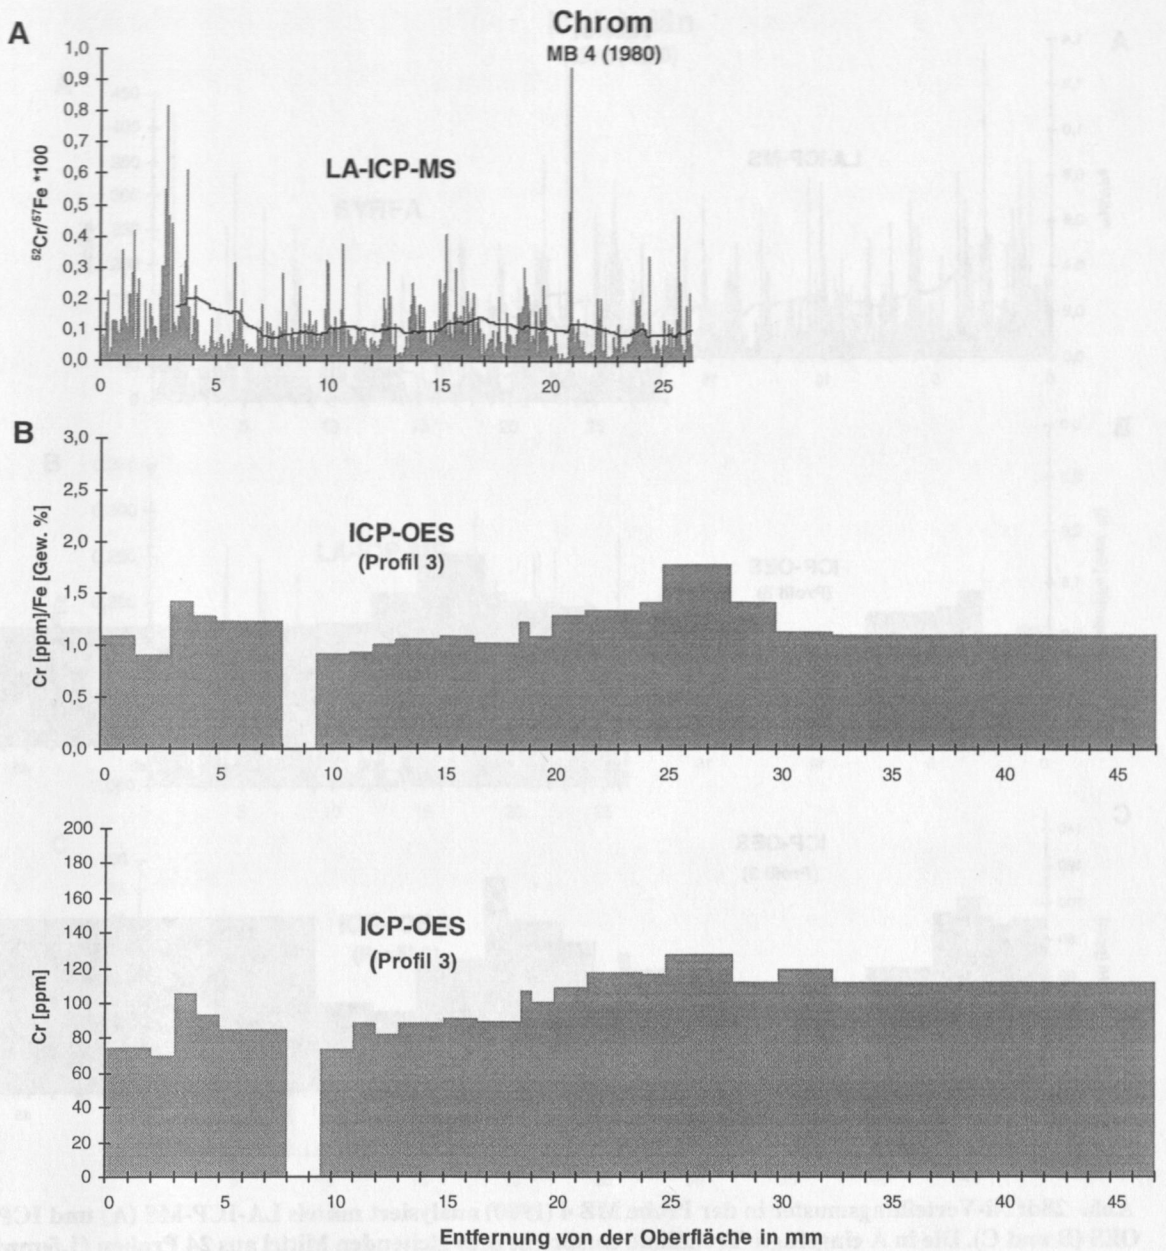 A
Chrom
MB 4 (1980)
1,0
0,9
0,8
0,7
0,6
0,5
0,4
0,3
0,2
0,1
0,0
⁵²Cr/⁵⁷Fe *100
LA-ICP-MS
0 5 10 15 20 25
B
3,0
2,5
2,0
1,5
1,0
0,5
0,0
Cr [ppm]/Fe [Gew. %]
ICP-OES
(Profil 3)
0 5 10 15 20 25 30 35 40 45
200
180
160
140
120
100
80
60
40
20
0
Cr [ppm]
ICP-OES
(Profil 3)
0 5 10 15 20 25 30 35 40 45
Entfernung von der Oberfläche in mm